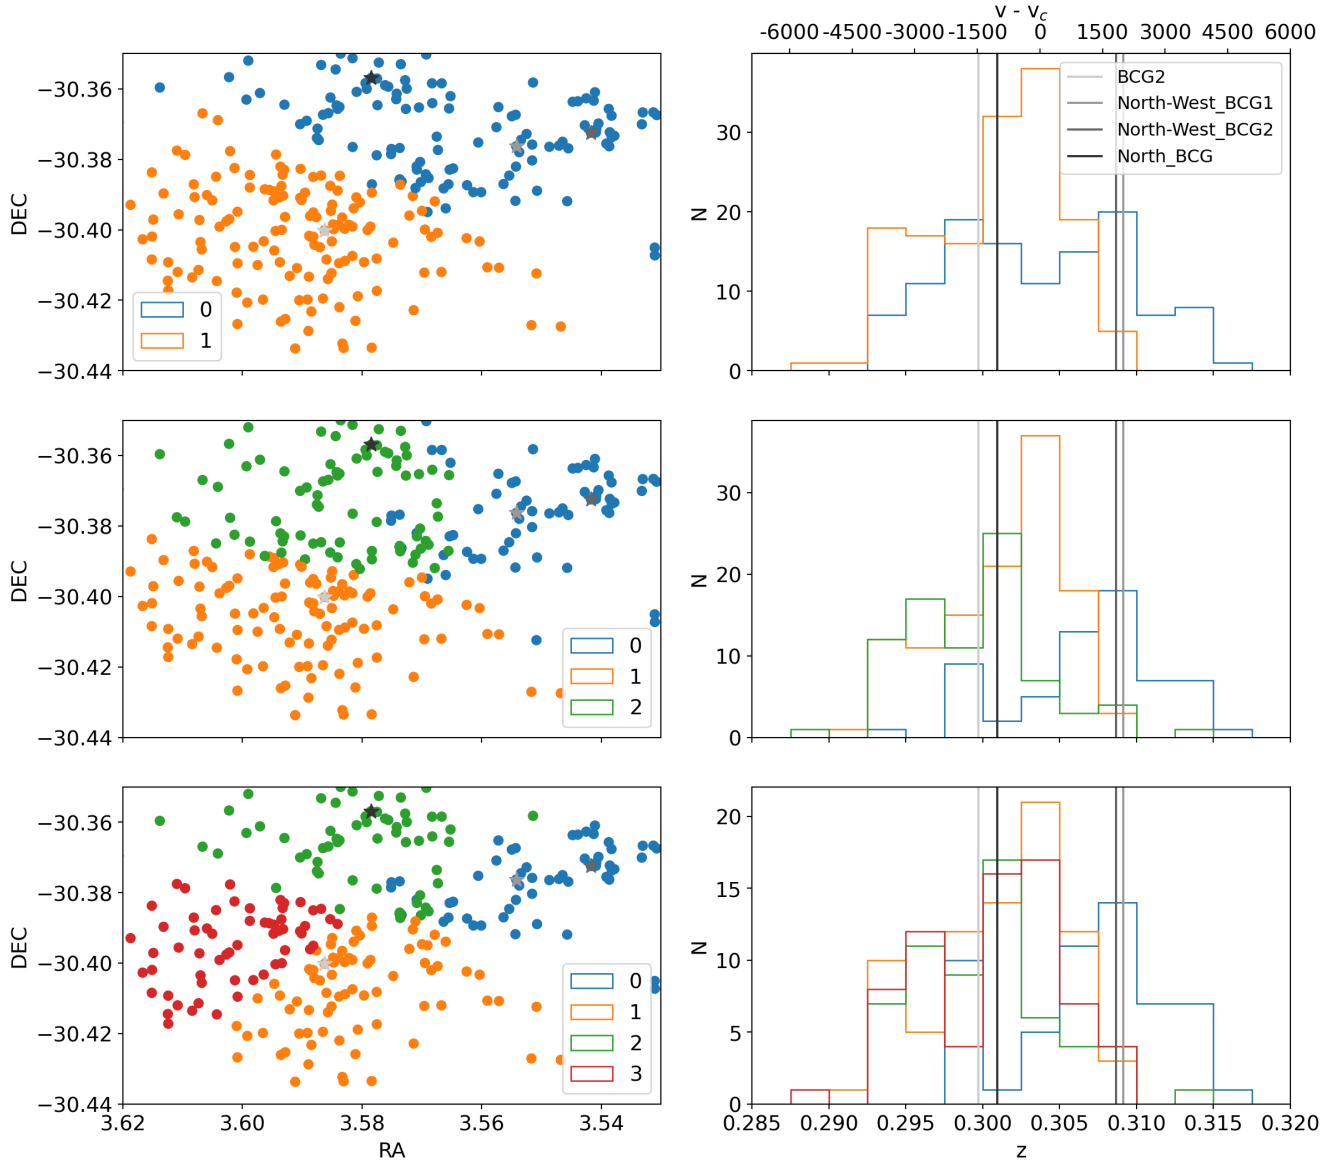 v - v_c
-6000 -4500 -3000 -1500 0 1500 3000 4500 6000
−30.36
−30.38
−30.40
−30.42
−30.44
DEC
0
1
30
20
10
0
N
BCG2
North-West_BCG1
North-West_BCG2
North_BCG
−30.36
−30.38
−30.40
−30.42
−30.44
DEC
0
1
2
30
20
10
0
N
−30.36
−30.38
−30.40
−30.42
−30.44
DEC
0
1
2
3
3.62 3.60 3.58 3.56 3.54
RA
20
15
10
5
0
N
0.285 0.290 0.295 0.300 0.305 0.310 0.315 0.320
z